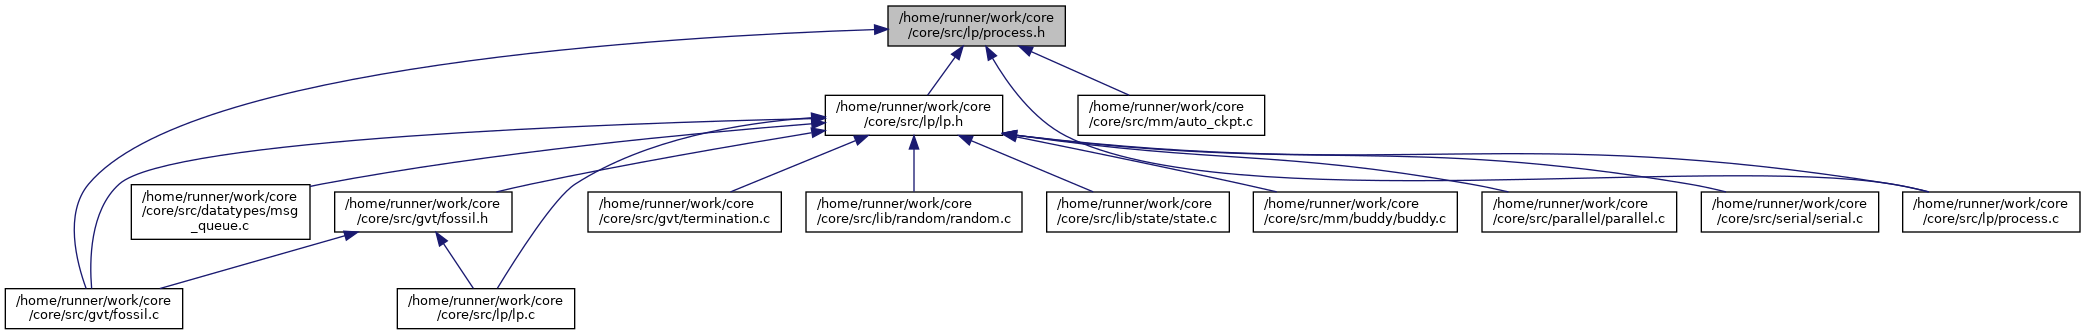 /home/runner/work/core
/core/src/lp/process.h
/home/runner/work/core
/core/src/lp/lp.h
/home/runner/work/core
/core/src/mm/auto_ckpt.c
/home/runner/work/core
/core/src/datatypes/msg
_queue.c
/home/runner/work/core
/core/src/gvt/fossil.h
/home/runner/work/core
/core/src/gvt/termination.c
/home/runner/work/core
/core/src/lib/random/random.c
/home/runner/work/core
/core/src/lib/state/state.c
/home/runner/work/core
/core/src/mm/buddy/buddy.c
/home/runner/work/core
/core/src/parallel/parallel.c
/home/runner/work/core
/core/src/serial/serial.c
/home/runner/work/core
/core/src/lp/process.c
/home/runner/work/core
/core/src/gvt/fossil.c
/home/runner/work/core
/core/src/lp/lp.c